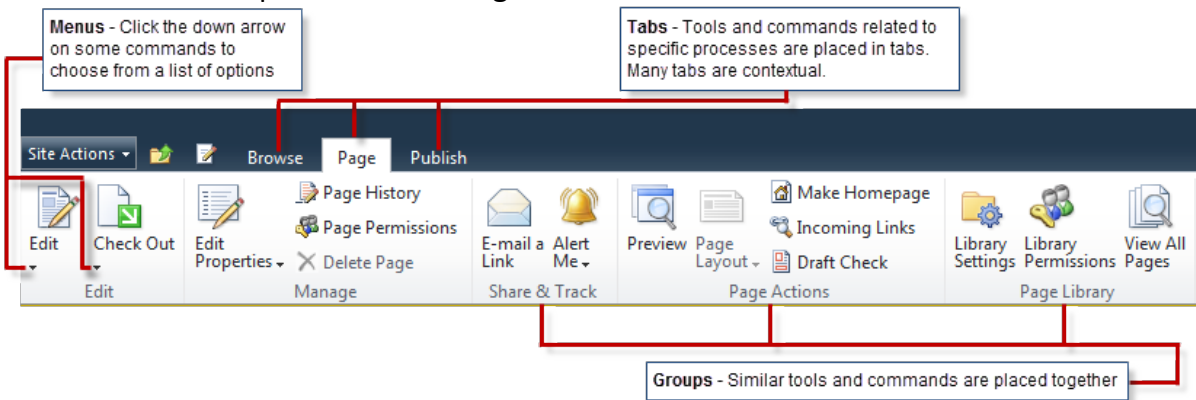 Menus - Click the down arrow
on some commands to
choose from a list of options
Tabs - Tools and commands related to
specific processes are placed in tabs.
Many tabs are contextual.
Site Actions
Browse
Page
Publish
Edit
Check Out
Edit
Edit
Properties
Page History
Page Permissions
Delete Page
Manage
E-mail a
Link
Alert
Me
Share & Track
Preview
Page
Layout
Make Homepage
Incoming Links
Draft Check
Page Actions
Library
Settings
Library
Permissions
View All
Pages
Page Library
Groups - Similar tools and commands are placed together